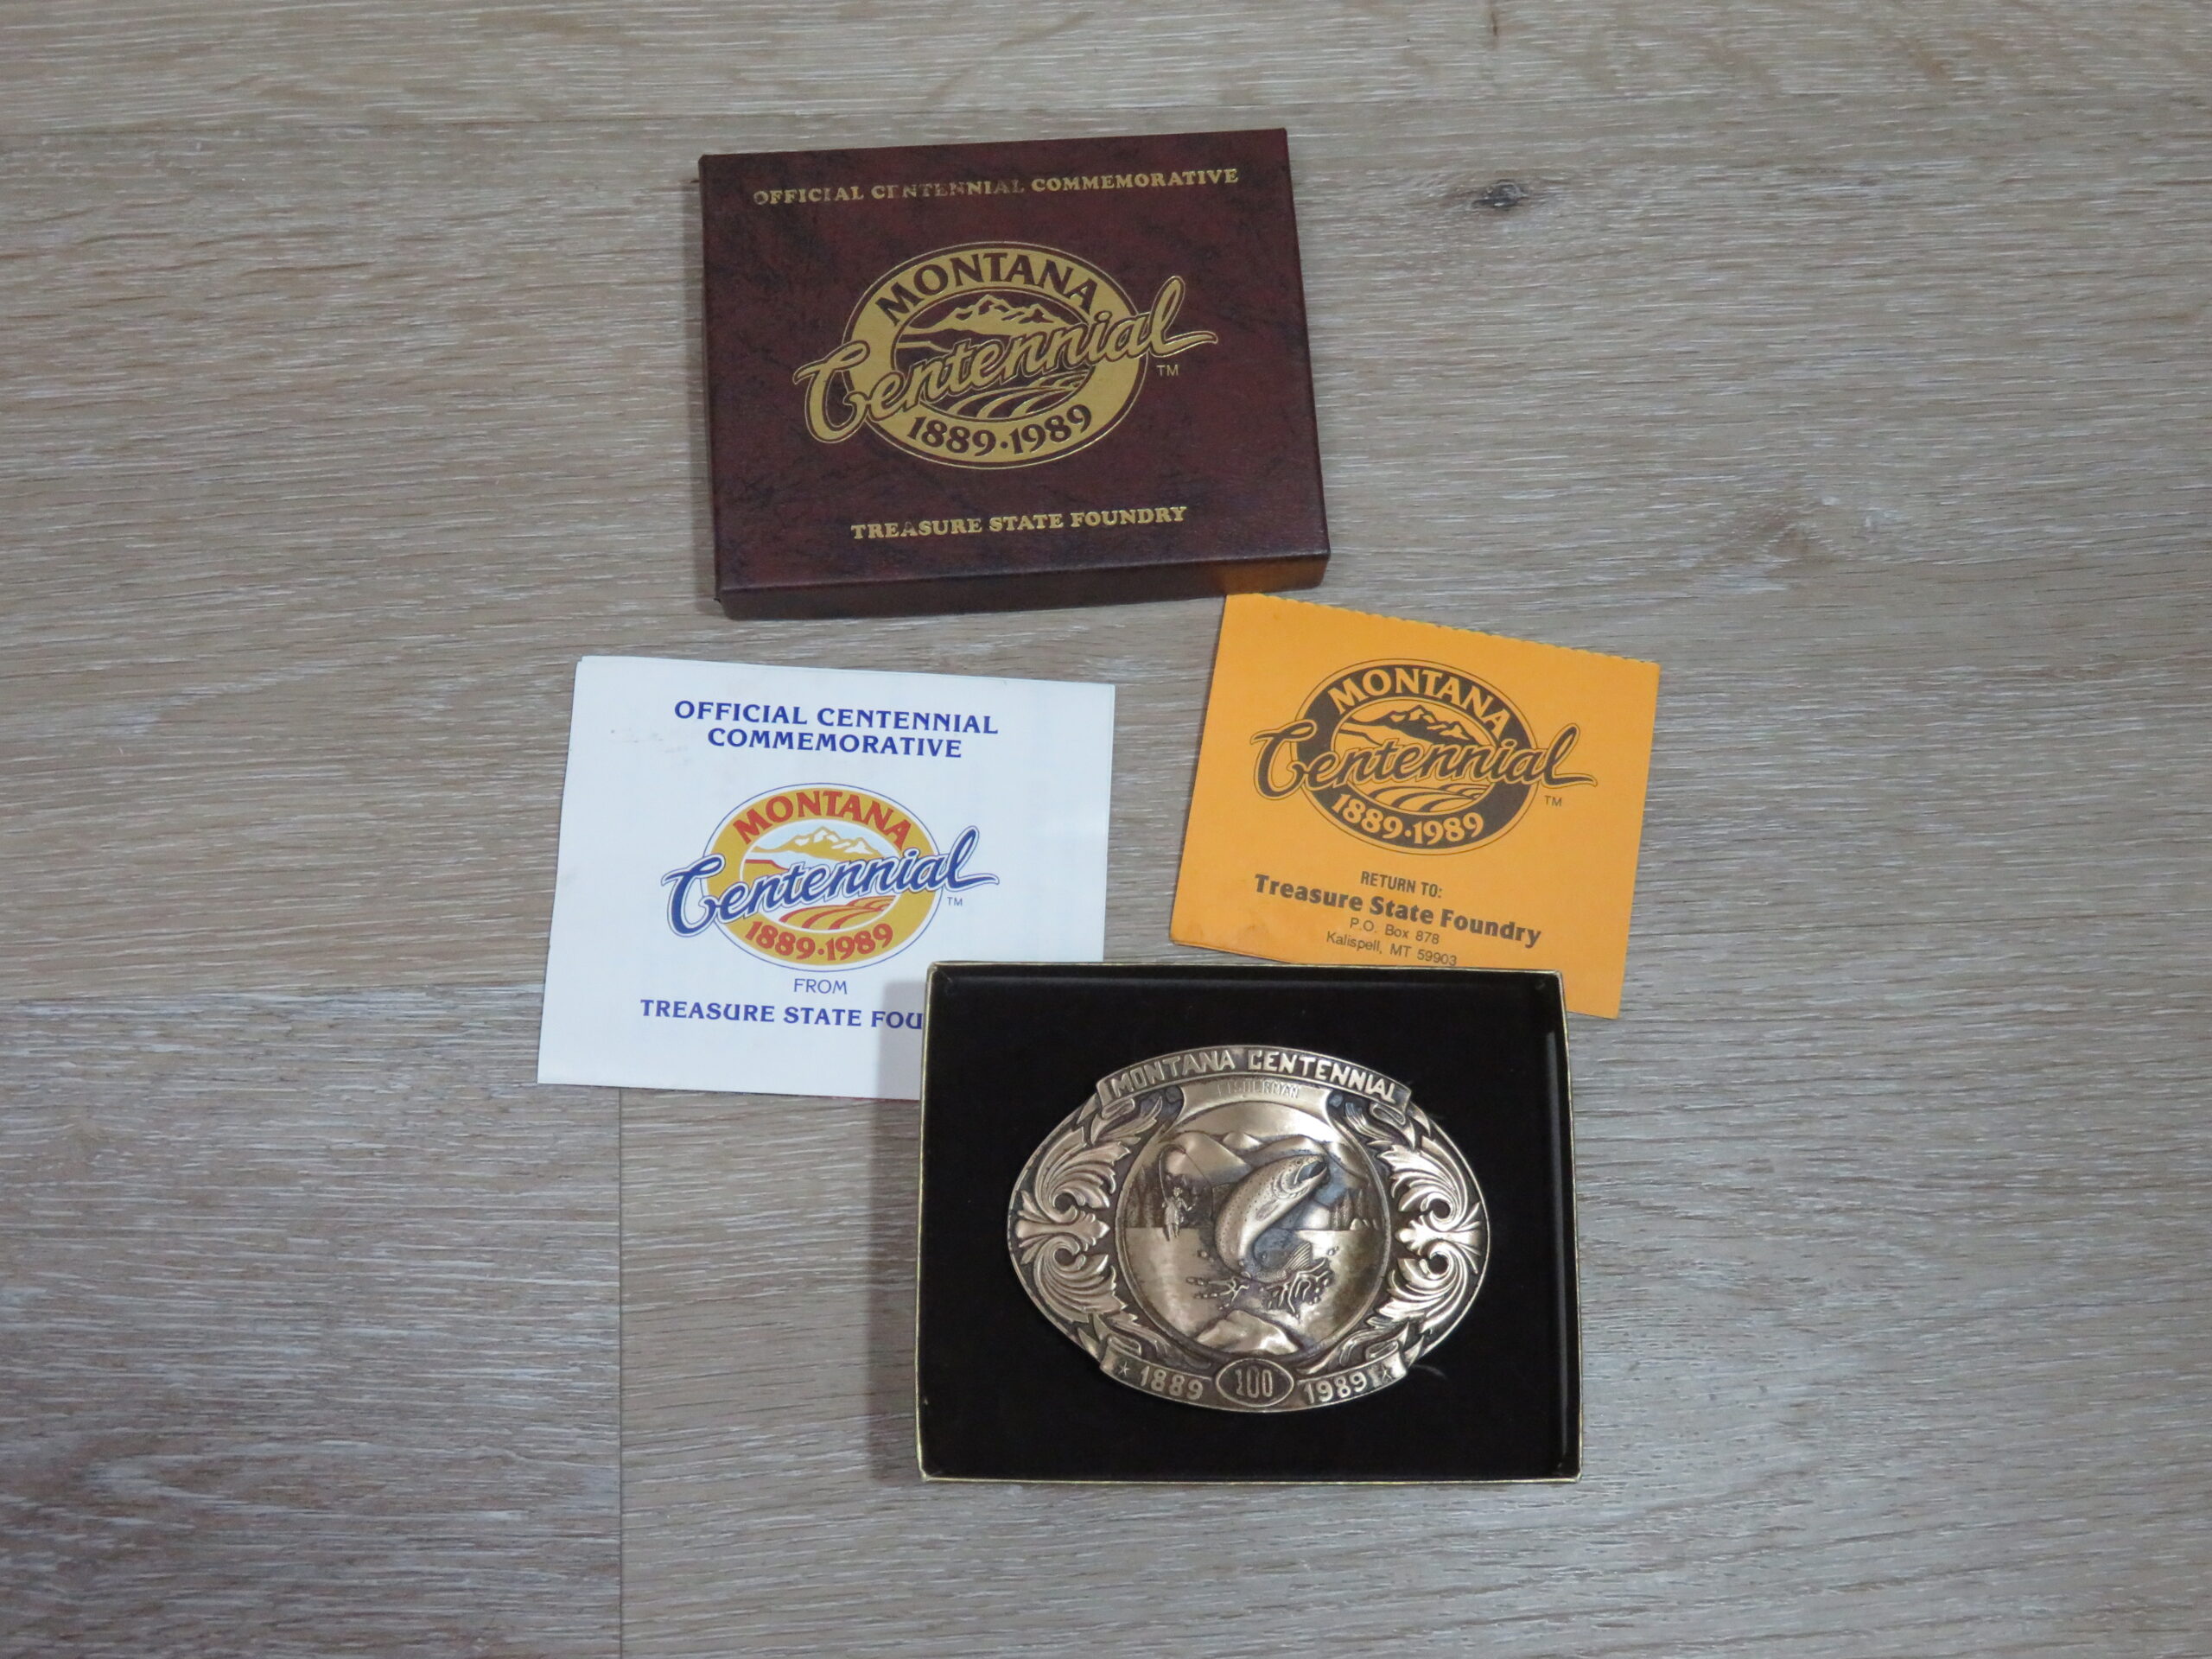 OFFICIAL CENTENNIAL COMMEMORATIVE
MONTANA
Centennial
TM
1889·1989
TREASURE STATE FOUNDRY
OFFICIAL CENTENNIAL
COMMEMORATIVE
MONTANA
Centennial
TM
1889·1989
FROM
TREASURE STATE FOU
MONTANA
Centennial
TM
1889·1989
RETURN TO:
Treasure State Foundry
P.O. Box 878
Kalispell, MT 59903
MONTANA CENTENNIAL
FISHERMAN
1889 100 1989